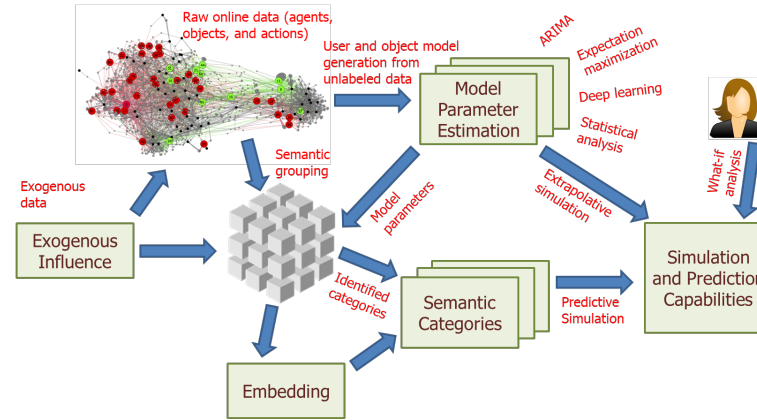 Raw online data (agents,
objects, and actions)
User and object model
generation from
unlabeled data
ARIMA
Expectation
maximization
Deep learning
Statistical
analysis
Model
Parameter
Estimation
Semantic
grouping
Exogenous
data
Model
parameters
Extrapolative
simulation
What-if
analysis
Exogenous
Influence
Identified
categories
Semantic
Categories
Predictive
Simulation
Simulation
and Prediction
Capabilities
Embedding